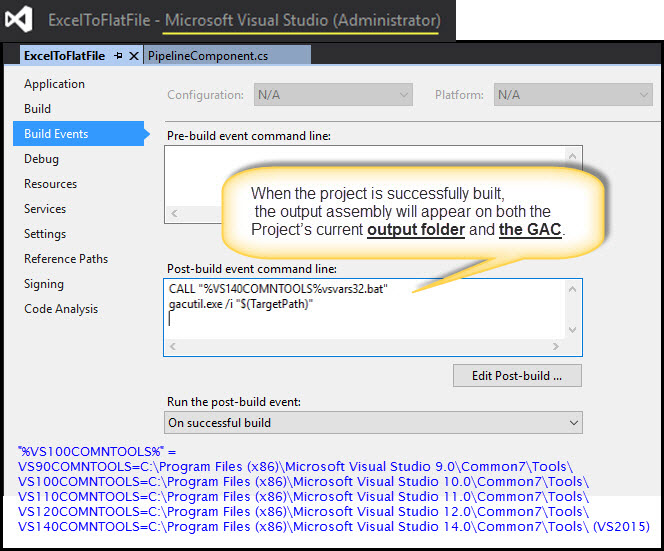 ExcelToFlatFile - Microsoft Visual Studio (Administrator)
ExcelToFlatFile
PipelineComponent.cs
Application
Build
Build Events
Debug
Resources
Services
Settings
Reference Paths
Signing
Code Analysis
Configuration: N/A
Platform: N/A
Pre-build event command line:
When the project is successfully built,
the output assembly will appear on both the
Project's current output folder and the GAC.
Post-build event command line:
CALL "%VS140COMNTOOLS%vsvars32.bat"
gacutil.exe /i "$(TargetPath)"
Edit Post-build ...
Run the post-build event:
On successful build
"%VS100COMNTOOLS%" =
VS90COMNTOOLS=C:\Program Files (x86)\Microsoft Visual Studio 9.0\Common7\Tools\
VS100COMNTOOLS=C:\Program Files (x86)\Microsoft Visual Studio 10.0\Common7\Tools\
VS110COMNTOOLS=C:\Program Files (x86)\Microsoft Visual Studio 11.0\Common7\Tools\
VS120COMNTOOLS=C:\Program Files (x86)\Microsoft Visual Studio 12.0\Common7\Tools\
VS140COMNTOOLS=C:\Program Files (x86)\Microsoft Visual Studio 14.0\Common7\Tools\ (VS2015)